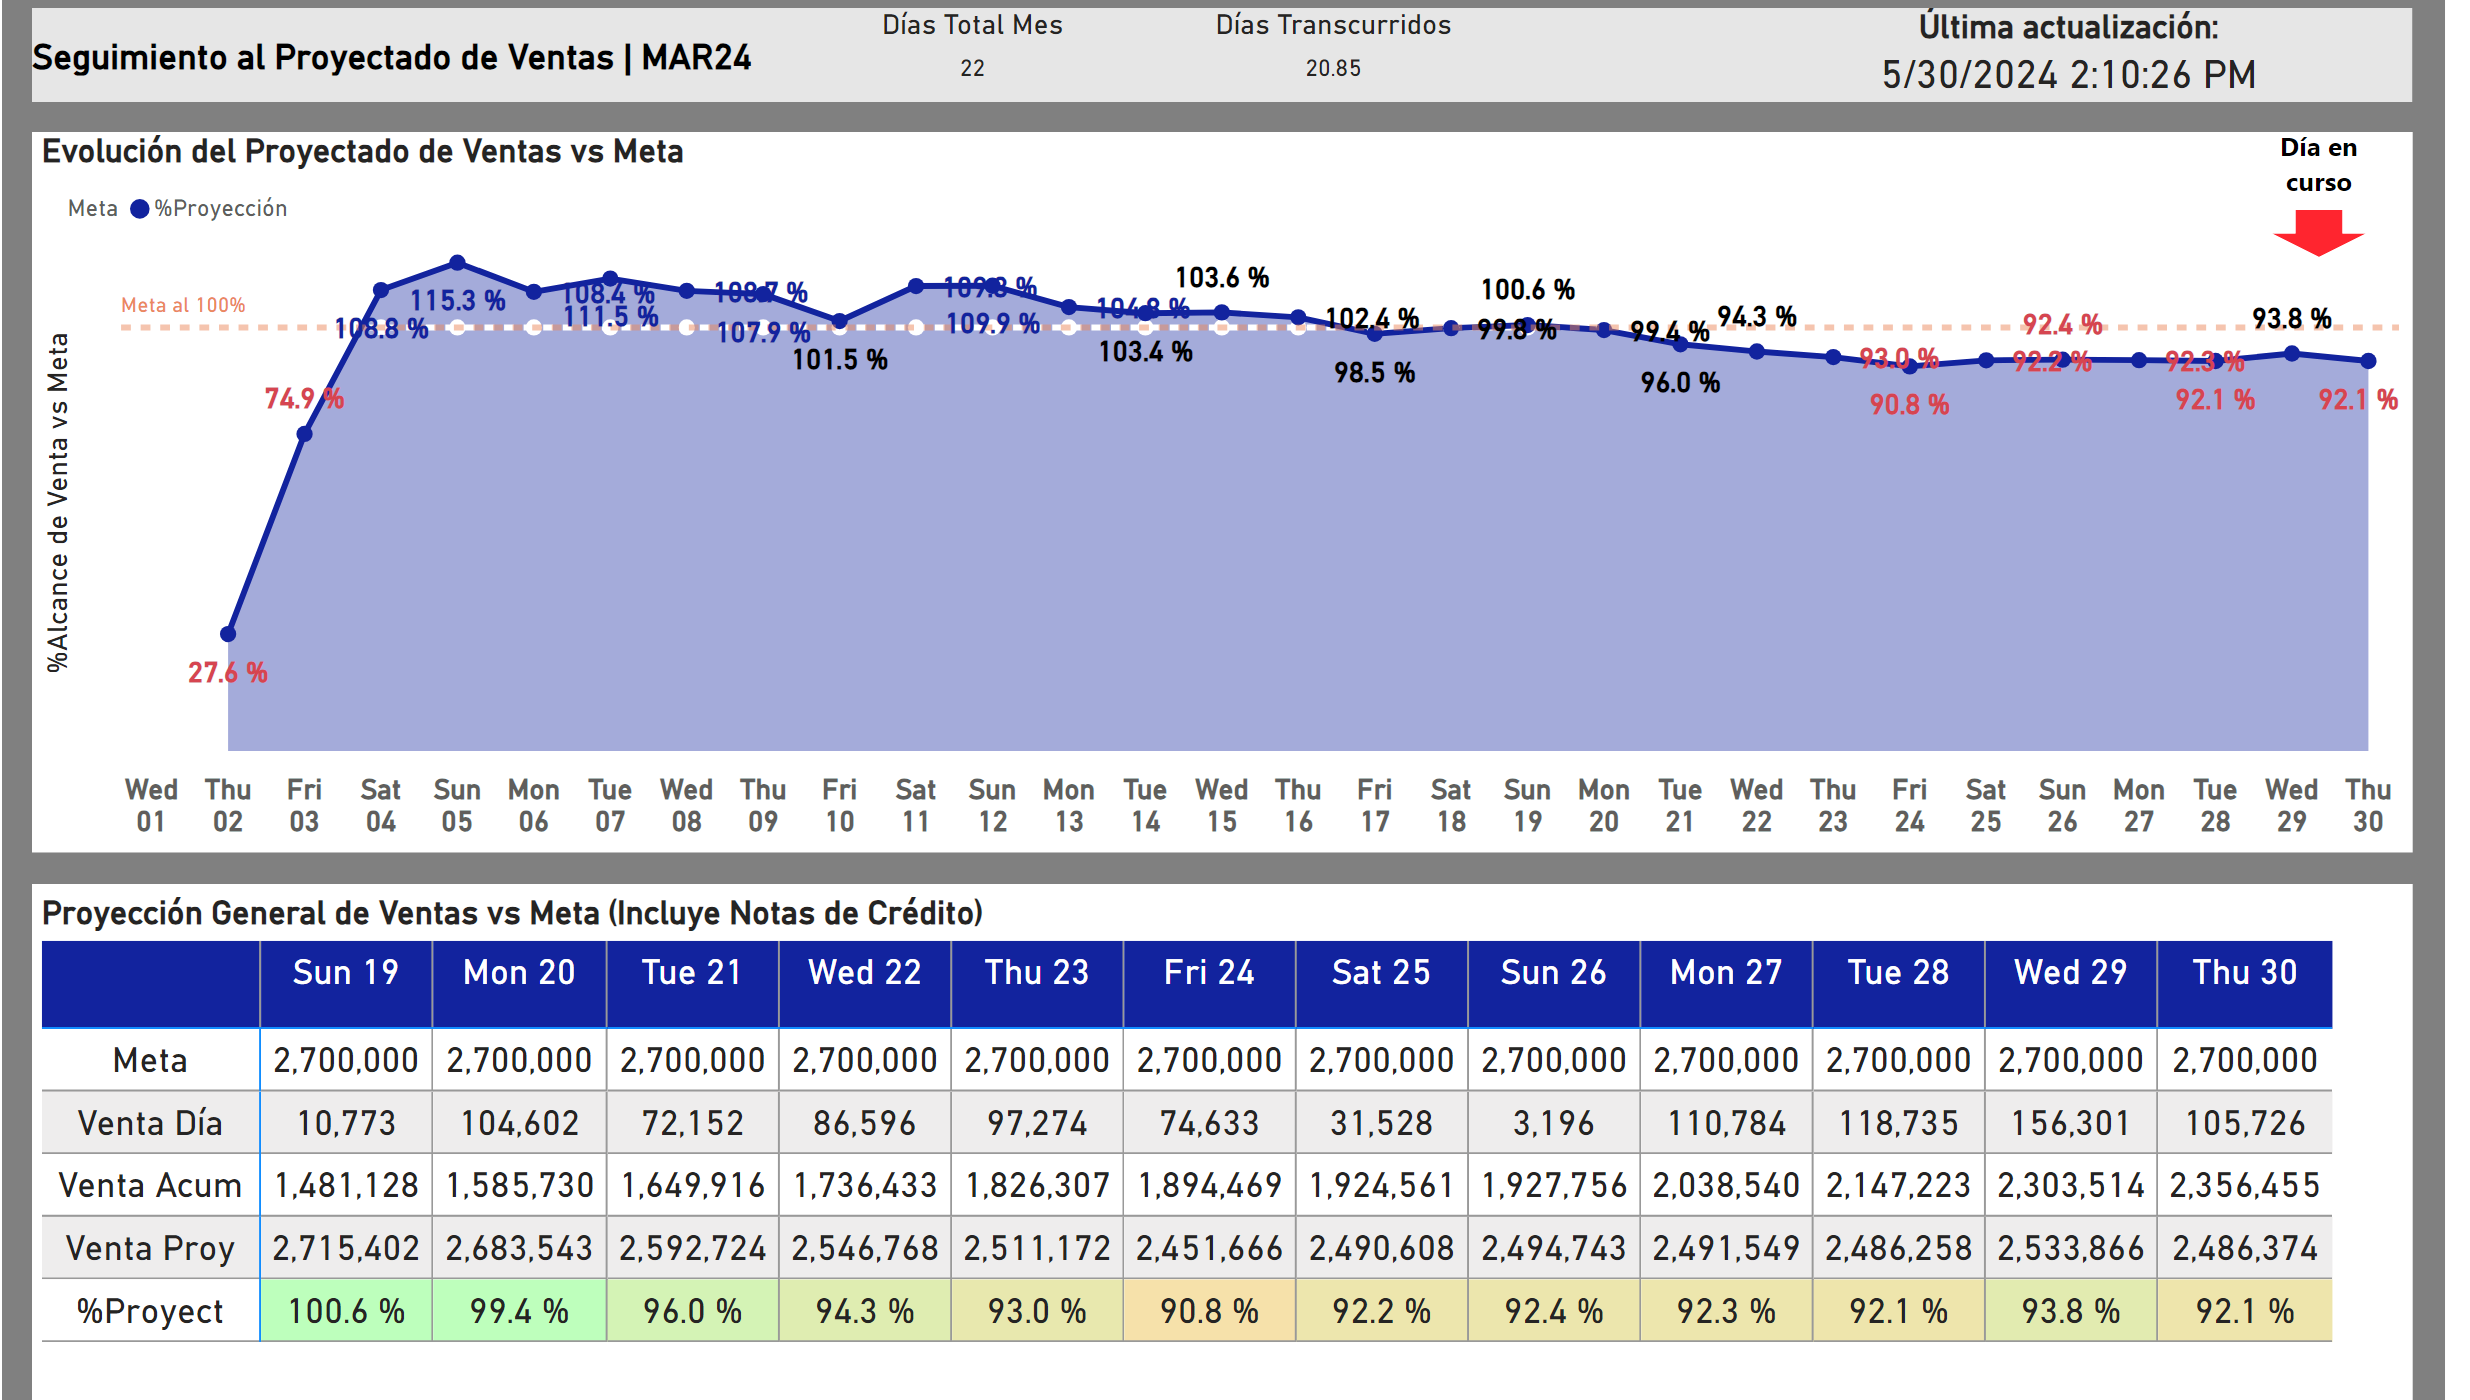 Seguimiento al Proyectado de Ventas | MAR24
Días Total Mes
22
Días Transcurridos
20.85
Última actualización:
5/30/2024 2:10:26 PM
Evolución del Proyectado de Ventas vs Meta
Día en
curso
Meta %Proyección
Meta al 100%
%Alcance de Venta vs Meta
27.6 %
74.9 %
108.8 %
115.3 %
108.4 %
111.5 %
108.7 %
107.9 %
101.5 %
109.8 %
109.9 %
104.8 %
103.4 %
103.6 %
102.4 %
98.5 %
99.8 %
100.6 %
99.4 %
96.0 %
94.3 %
93.0 %
90.8 %
92.2 %
92.4 %
92.3 %
92.1 %
93.8 %
92.1 %
Wed Thu Fri Sat Sun Mon Tue Wed Thu Fri Sat Sun Mon Tue Wed Thu Fri Sat Sun Mon Tue Wed Thu Fri Sat Sun Mon Tue Wed Thu
01 02 03 04 05 06 07 08 09 10 11 12 13 14 15 16 17 18 19 20 21 22 23 24 25 26 27 28 29 30
Proyección General de Ventas vs Meta (Incluye Notas de Crédito)
Sun 19 Mon 20 Tue 21 Wed 22 Thu 23 Fri 24 Sat 25 Sun 26 Mon 27 Tue 28 Wed 29 Thu 30
Meta 2,700,000 2,700,000 2,700,000 2,700,000 2,700,000 2,700,000 2,700,000 2,700,000 2,700,000 2,700,000 2,700,000 2,700,000
Venta Día 10,773 104,602 72,152 86,596 97,274 74,633 31,528 3,196 110,784 118,735 156,301 105,726
Venta Acum 1,481,128 1,585,730 1,649,916 1,736,433 1,826,307 1,894,469 1,924,561 1,927,756 2,038,540 2,147,223 2,303,514 2,356,455
Venta Proy 2,715,402 2,683,543 2,592,724 2,546,768 2,511,172 2,451,666 2,490,608 2,494,743 2,491,549 2,486,258 2,533,866 2,486,374
%Proyect 100.6 % 99.4 % 96.0 % 94.3 % 93.0 % 90.8 % 92.2 % 92.4 % 92.3 % 92.1 % 93.8 % 92.1 %